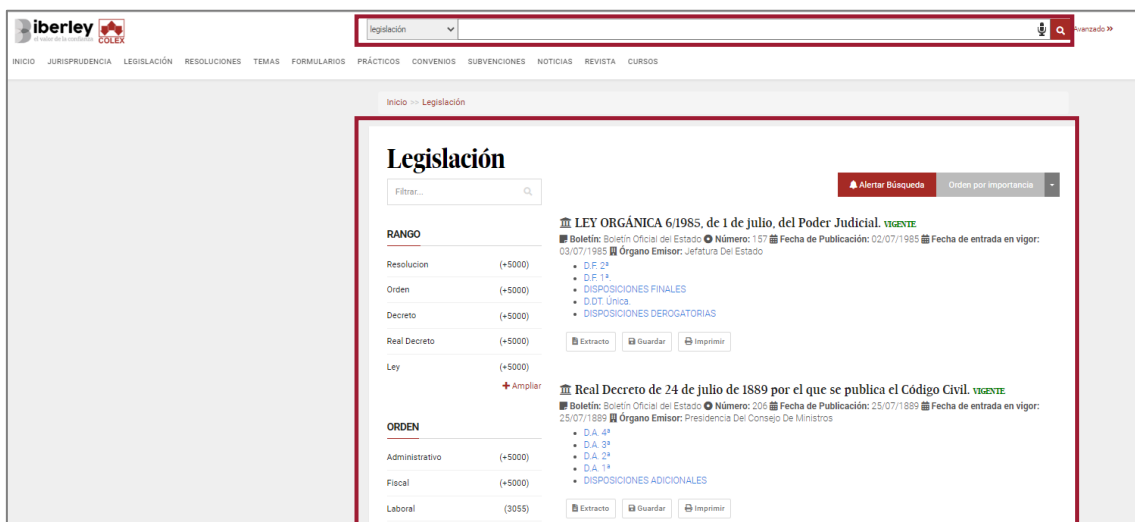 iberley
el valor de la confianza
COLEX
legislación
Avanzado »
INICIO JURISPRUDENCIA LEGISLACIÓN RESOLUCIONES TEMAS FORMULARIOS PRÁCTICOS CONVENIOS SUBVENCIONES NOTICIAS REVISTA CURSOS
Inicio >> Legislación
Legislación
Filtrar...
Alertar Búsqueda Orden por importancia
RANGO
Resolucion (+5000)
Orden (+5000)
Decreto (+5000)
Real Decreto (+5000)
Ley (+5000)
+ Ampliar
ORDEN
Administrativo (+5000)
Fiscal (+5000)
Laboral (3055)
LEY ORGÁNICA 6/1985, de 1 de julio, del Poder Judicial. VIGENTE
Boletín: Boletín Oficial del Estado Número: 157 Fecha de Publicación: 02/07/1985 Fecha de entrada en vigor:
03/07/1985 Órgano Emisor: Jefatura Del Estado
• D.F. 2ª
• D.F. 1ª.
• DISPOSICIONES FINALES
• D.DT. Única.
• DISPOSICIONES DEROGATORIAS
Extracto Guardar Imprimir
Real Decreto de 24 de julio de 1889 por el que se publica el Código Civil. VIGENTE
Boletín: Boletín Oficial del Estado Número: 206 Fecha de Publicación: 25/07/1889 Fecha de entrada en vigor:
25/07/1889 Órgano Emisor: Presidencia Del Consejo De Ministros
• D.A. 4ª
• D.A. 3ª
• D.A. 2ª
• D.A. 1ª
• DISPOSICIONES ADICIONALES
Extracto Guardar Imprimir